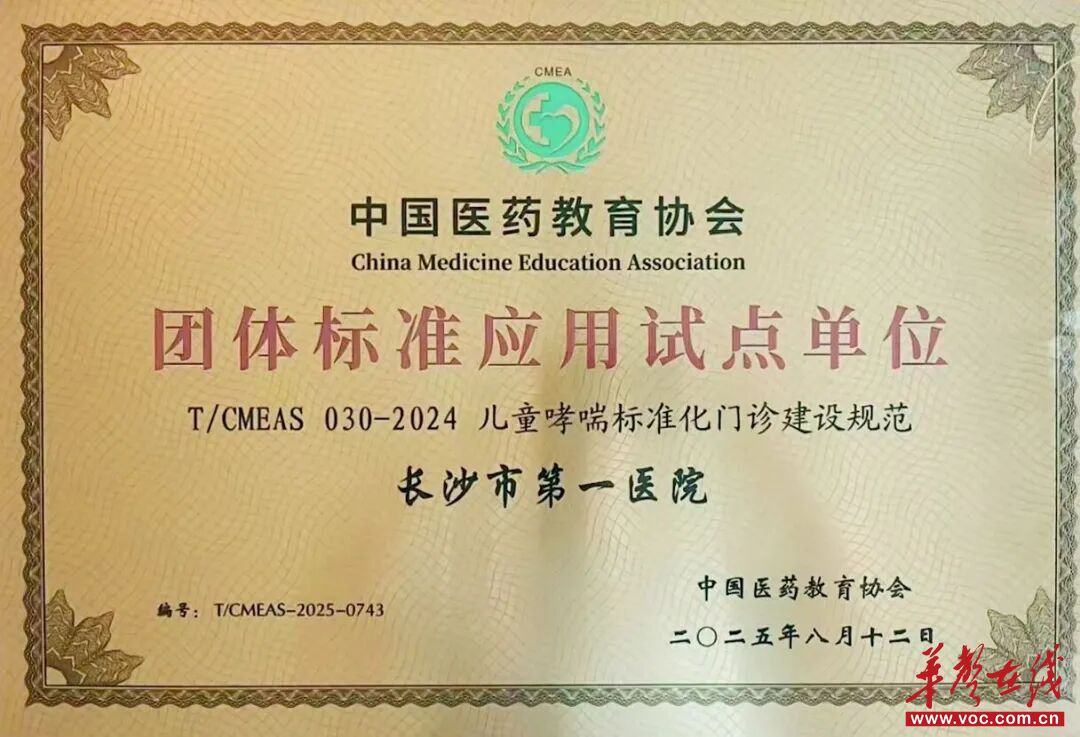 CMEA
中国医药教育协会
China Medicine Education Association
团体标准应用试点单位
T/CMEAS 030-2024 儿童哮喘标准化门诊建设规范
长沙市第一医院
编号：T/CMEAS-2025-0743
中国医药教育协会
二〇二五年八月十二日
华声在线
www.voc.com.cn